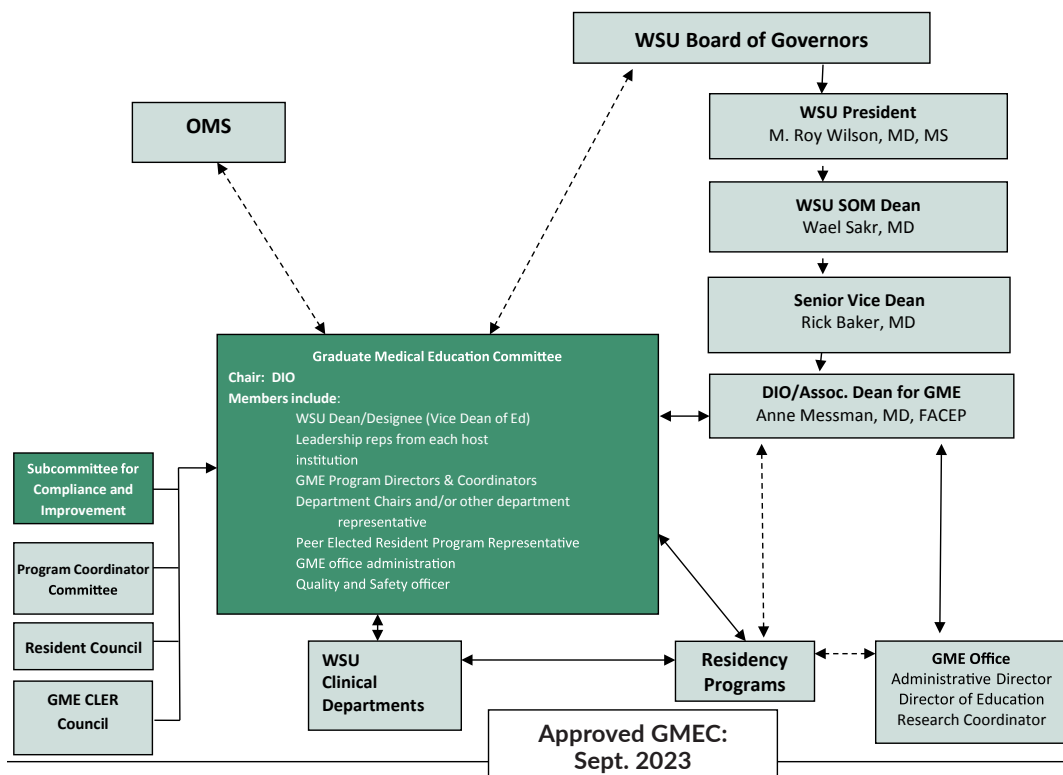 WSU Board of Governors
OMS
WSU President
M. Roy Wilson, MD, MS
WSU SOM Dean
Wael Sakr, MD
Senior Vice Dean
Rick Baker, MD
DIO/Assoc. Dean for GME
Anne Messman, MD, FACEP
Graduate Medical Education Committee
Chair: DIO
Members include:
WSU Dean/Designee (Vice Dean of Ed)
Leadership reps from each host
institution
GME Program Directors & Coordinators
Department Chairs and/or other department
representative
Peer Elected Resident Program Representative
GME office administration
Quality and Safety officer
Subcommittee for
Compliance and
Improvement
Program Coordinator
Committee
Resident Council
GME CLER
Council
WSU
Clinical
Departments
Residency
Programs
GME Office
Administrative Director
Director of Education
Research Coordinator
Approved GMEC:
Sept. 2023